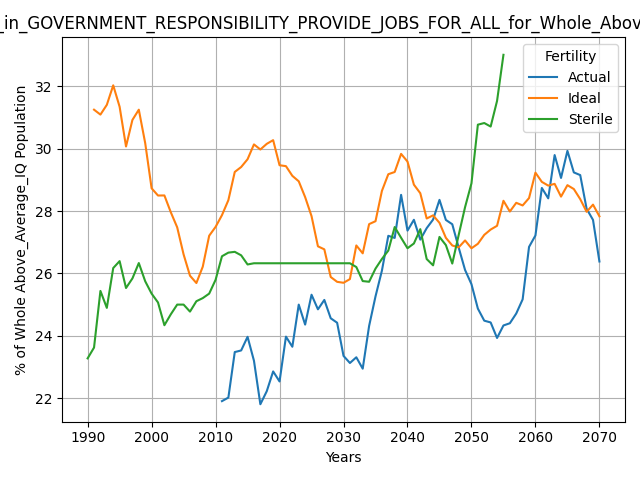 _in_GOVERNMENT_RESPONSIBILITY_PROVIDE_JOBS_FOR_ALL_for_Whole_Abov
Fertility
Actual
Ideal
Sterile
% of Whole Above_Average_IQ Population
32
30
28
26
24
22
1990 2000 2010 2020 2030 2040 2050 2060 2070
Years